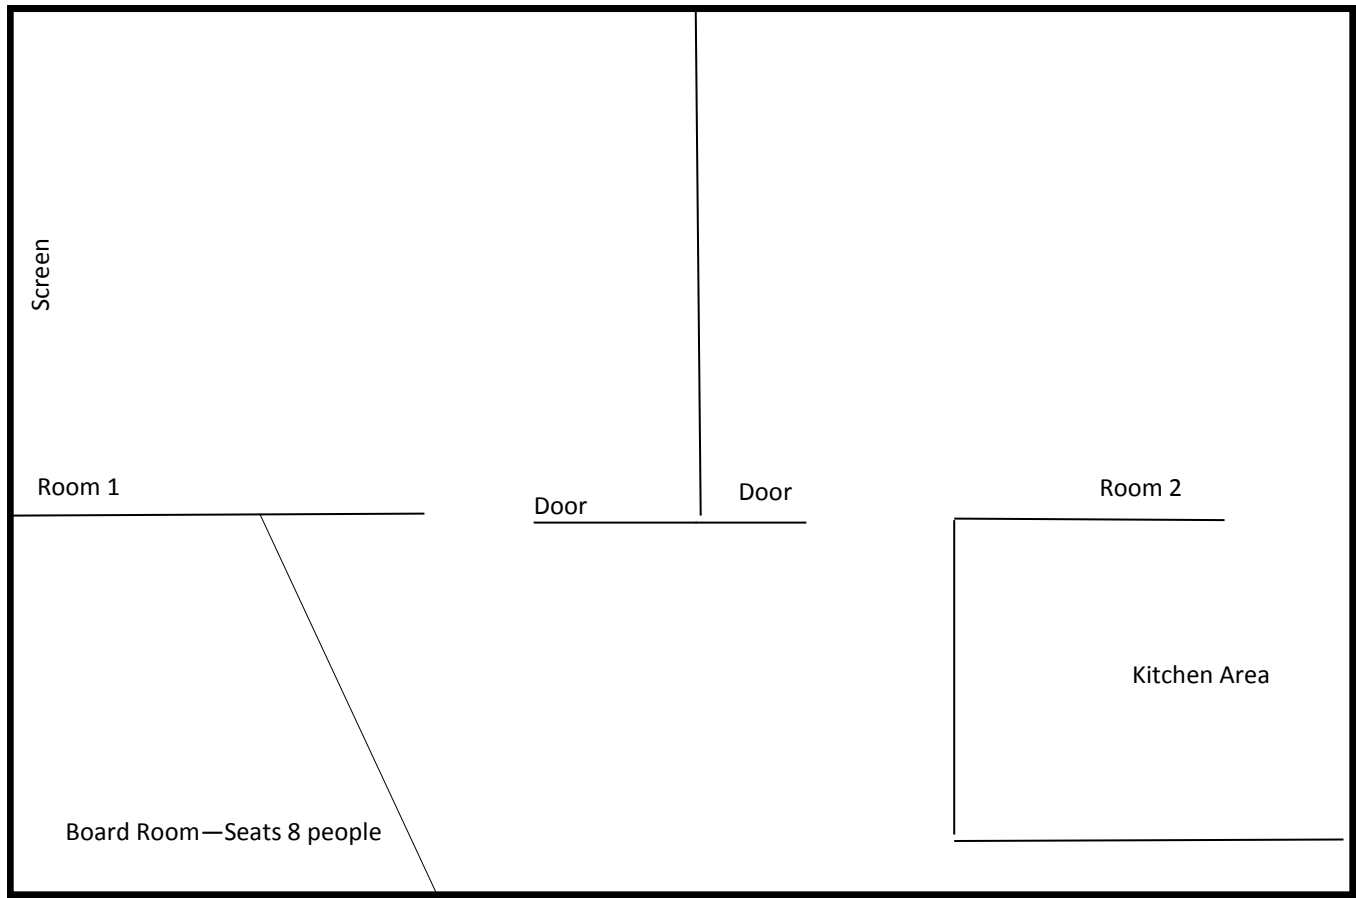 Screen
Room 1
Door
Door
Room 2
Kitchen Area
Board Room—Seats 8 people